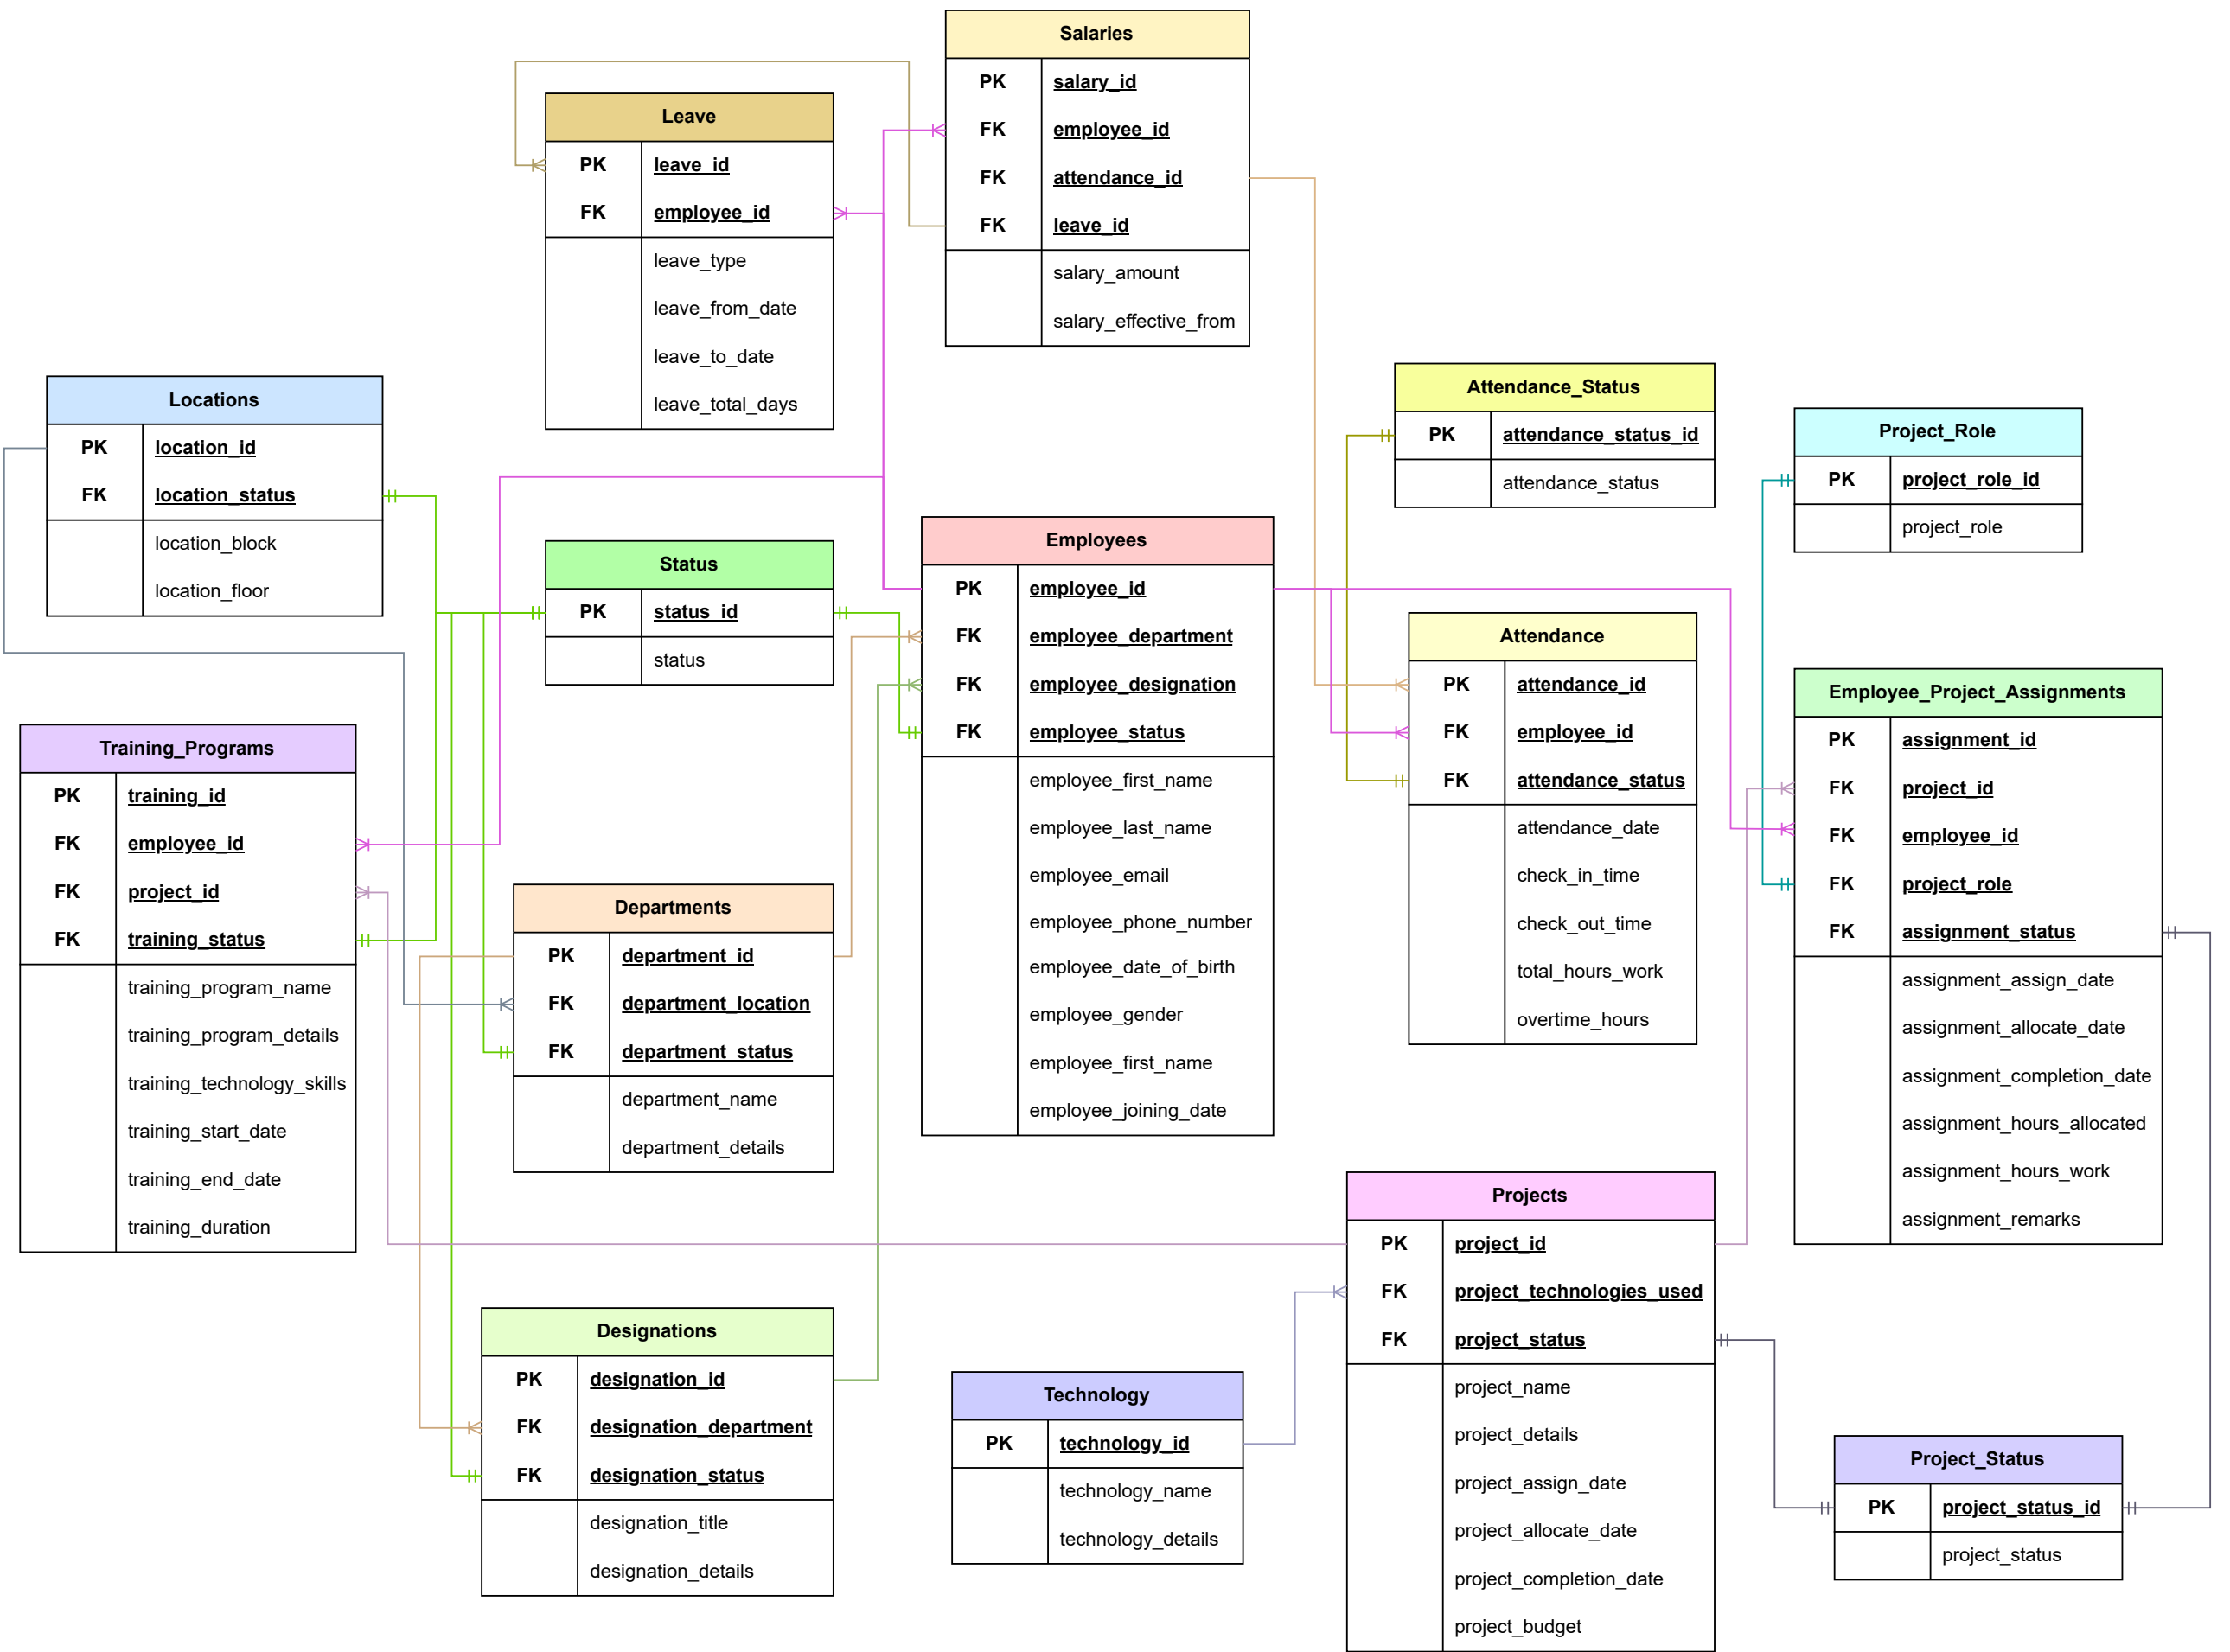 Salaries
PK salary_id
FK employee_id
FK attendance_id
FK leave_id
salary_amount
salary_effective_from
Leave
PK leave_id
FK employee_id
leave_type
leave_from_date
leave_to_date
leave_total_days
Locations
PK location_id
FK location_status
location_block
location_floor
Attendance_Status
PK attendance_status_id
attendance_status
Project_Role
PK project_role_id
project_role
Status
PK status_id
status
Employees
PK employee_id
FK employee_department
FK employee_designation
FK employee_status
employee_first_name
employee_last_name
employee_email
employee_phone_number
employee_date_of_birth
employee_gender
employee_first_name
employee_joining_date
Attendance
PK attendance_id
FK employee_id
FK attendance_status
attendance_date
check_in_time
check_out_time
total_hours_work
overtime_hours
Employee_Project_Assignments
PK assignment_id
FK project_id
FK employee_id
FK project_role
FK assignment_status
assignment_assign_date
assignment_allocate_date
assignment_completion_date
assignment_hours_allocated
assignment_hours_work
assignment_remarks
Training_Programs
PK training_id
FK employee_id
FK project_id
FK training_status
training_program_name
training_program_details
training_technology_skills
training_start_date
training_end_date
training_duration
Departments
PK department_id
FK department_location
FK department_status
department_name
department_details
Designations
PK designation_id
FK designation_department
FK designation_status
designation_title
designation_details
Technology
PK technology_id
technology_name
technology_details
Projects
PK project_id
FK project_technologies_used
FK project_status
project_name
project_details
project_assign_date
project_allocate_date
project_completion_date
project_budget
Project_Status
PK project_status_id
project_status